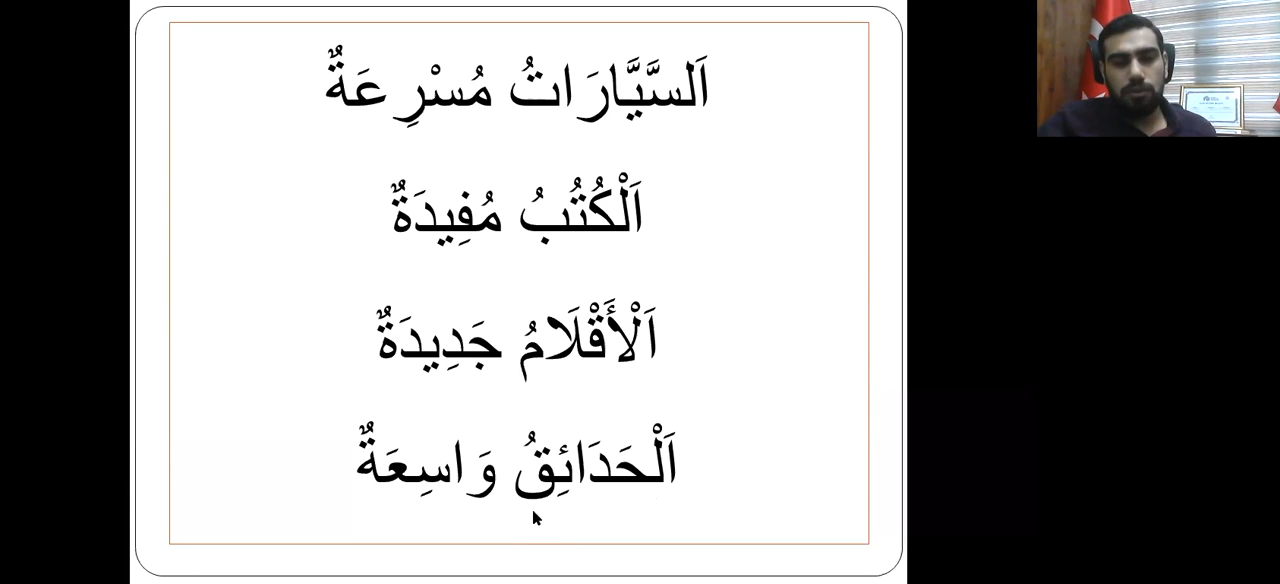 اَلسَّيَّارَاتُ مُسْرِعَةٌ
اَلْكُتُبُ مُفِيدَةٌ
اَلْأَقْلَامُ جَدِيدَةٌ
اَلْحَدَائِقُ وَاسِعَةٌ